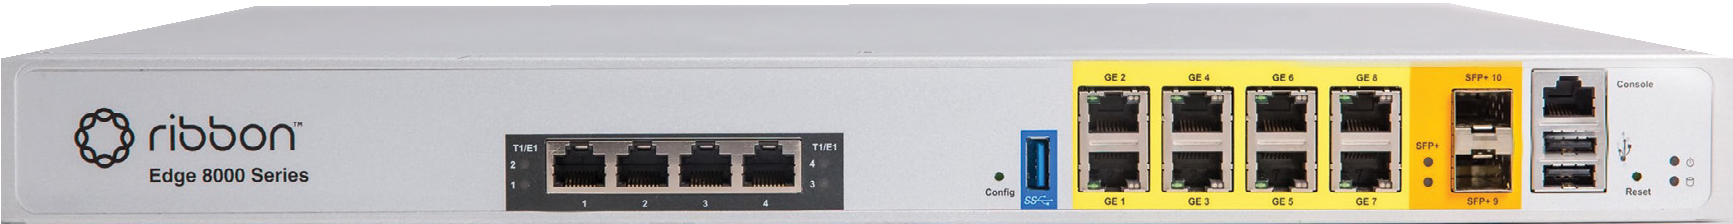 ribbon™
Edge 8000 Series
T1/E1 T1/E1
2 4
1 3
1 2 3 4
Config
SS
GE 2 GE 4 GE 6 GE 8
GE 1 GE 3 GE 5 GE 7
SFP+ 10
SFP+
SFP+ 9
Console
Reset